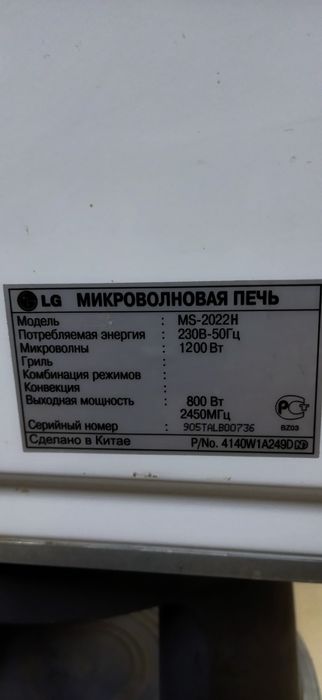 LG МИКРОВОЛНОВАЯ ПЕЧЬ
Модель : MS-2022H
Потребляемая энергия : 230В-50Гц
Микроволны : 1200 Вт
Гриль :
Комбинация режимов :
Конвекция :
Выходная мощность : 800 Вт
2450МГц
Серийный номер : 905TALB00736
BZ03
Сделано в Китае P/No. 4140W1A249D